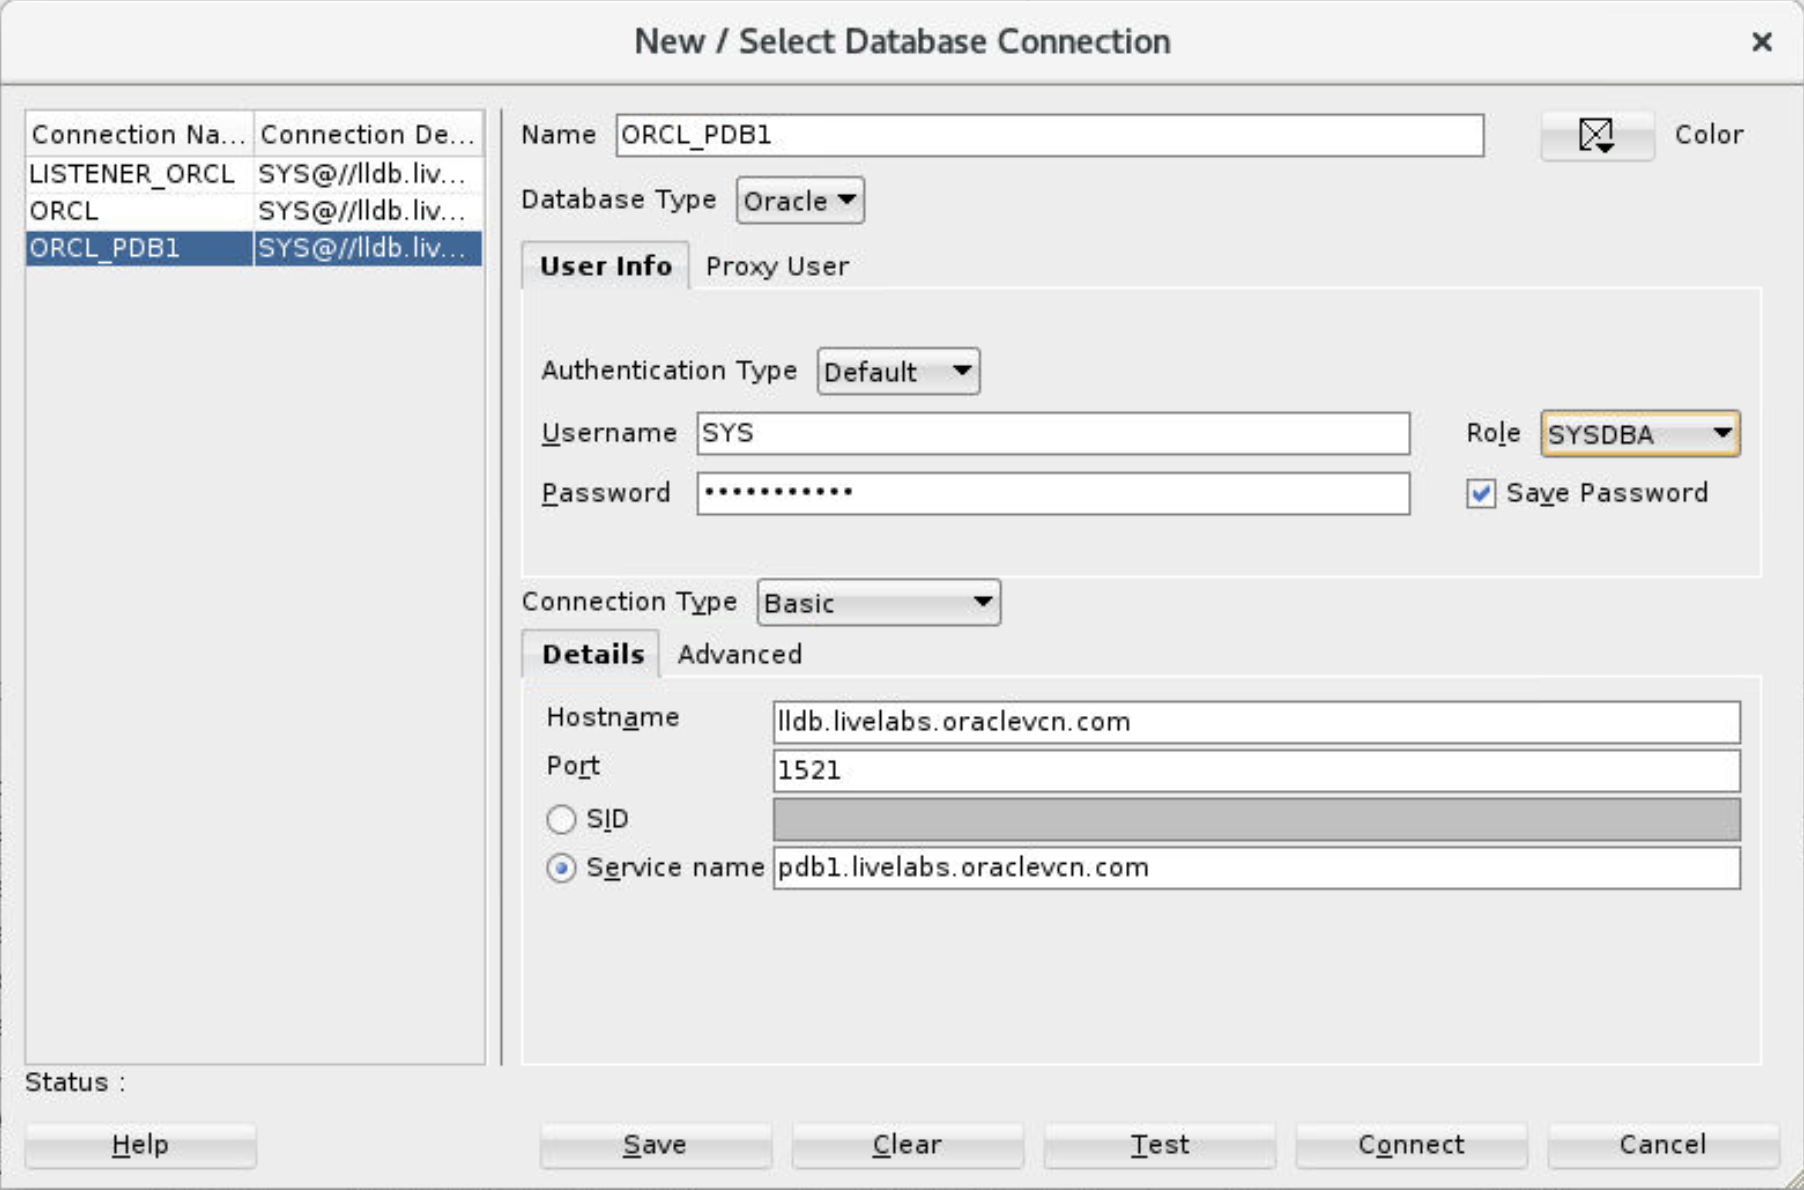 New / Select Database Connection
Connection Na... Connection De...
LISTENER_ORCL SYS@//lldb.liv...
ORCL SYS@//lldb.liv...
ORCL_PDB1 SYS@//lldb.liv...
Name ORCL_PDB1 Color
Database Type Oracle
User Info Proxy User
Authentication Type Default
Username SYS Role SYSDBA
Password ••••••••••• Save Password
Connection Type Basic
Details Advanced
Hostname lldb.livelabs.oraclevcn.com
Port 1521
SID
Service name pdb1.livelabs.oraclevcn.com
Status :
Help Save Clear Test Connect Cancel